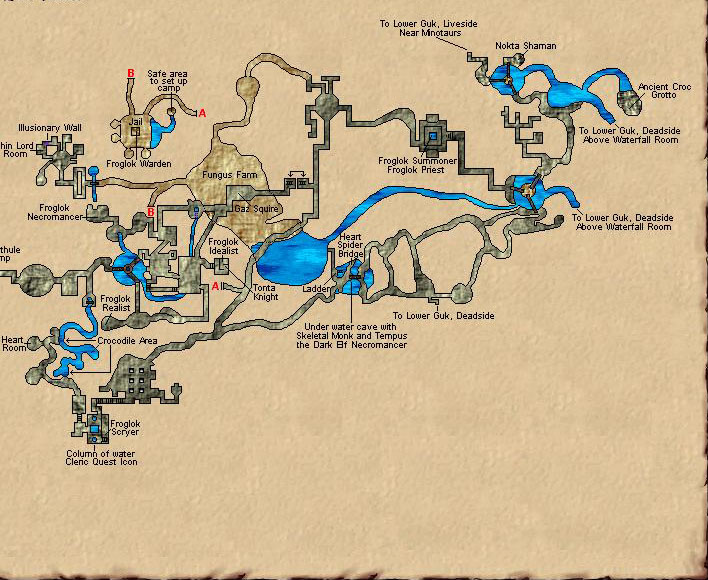 To Lower Guk, Liveside
Near Minotaurs
Nokta Shaman
B
Safe area
to set up
camp
A
Jail
Froglok Warden
Illusionary Wall
Lord
Room
Ancient Croc
Grotto
To Lower Guk, Deadside
Above Waterfall Room
Froglok Summoner
Froglok Priest
Fungus Farm
Froglok
Necromancer
B
Gaz Squire
To Lower Guk, Deadside
Above Waterfall Room
Froglok
Idealist
Heart
Spider
Bridge
A
Tonta
Knight
Ladder
Froglok
Realist
To Lower Guk, Deadside
Under water cave with
Skeletal Monk and Tempus
the Dark Elf Necromancer
Heart
Room
Crocodile Area
Froglok
Scryer
Column of water
Cleric Quest Icon